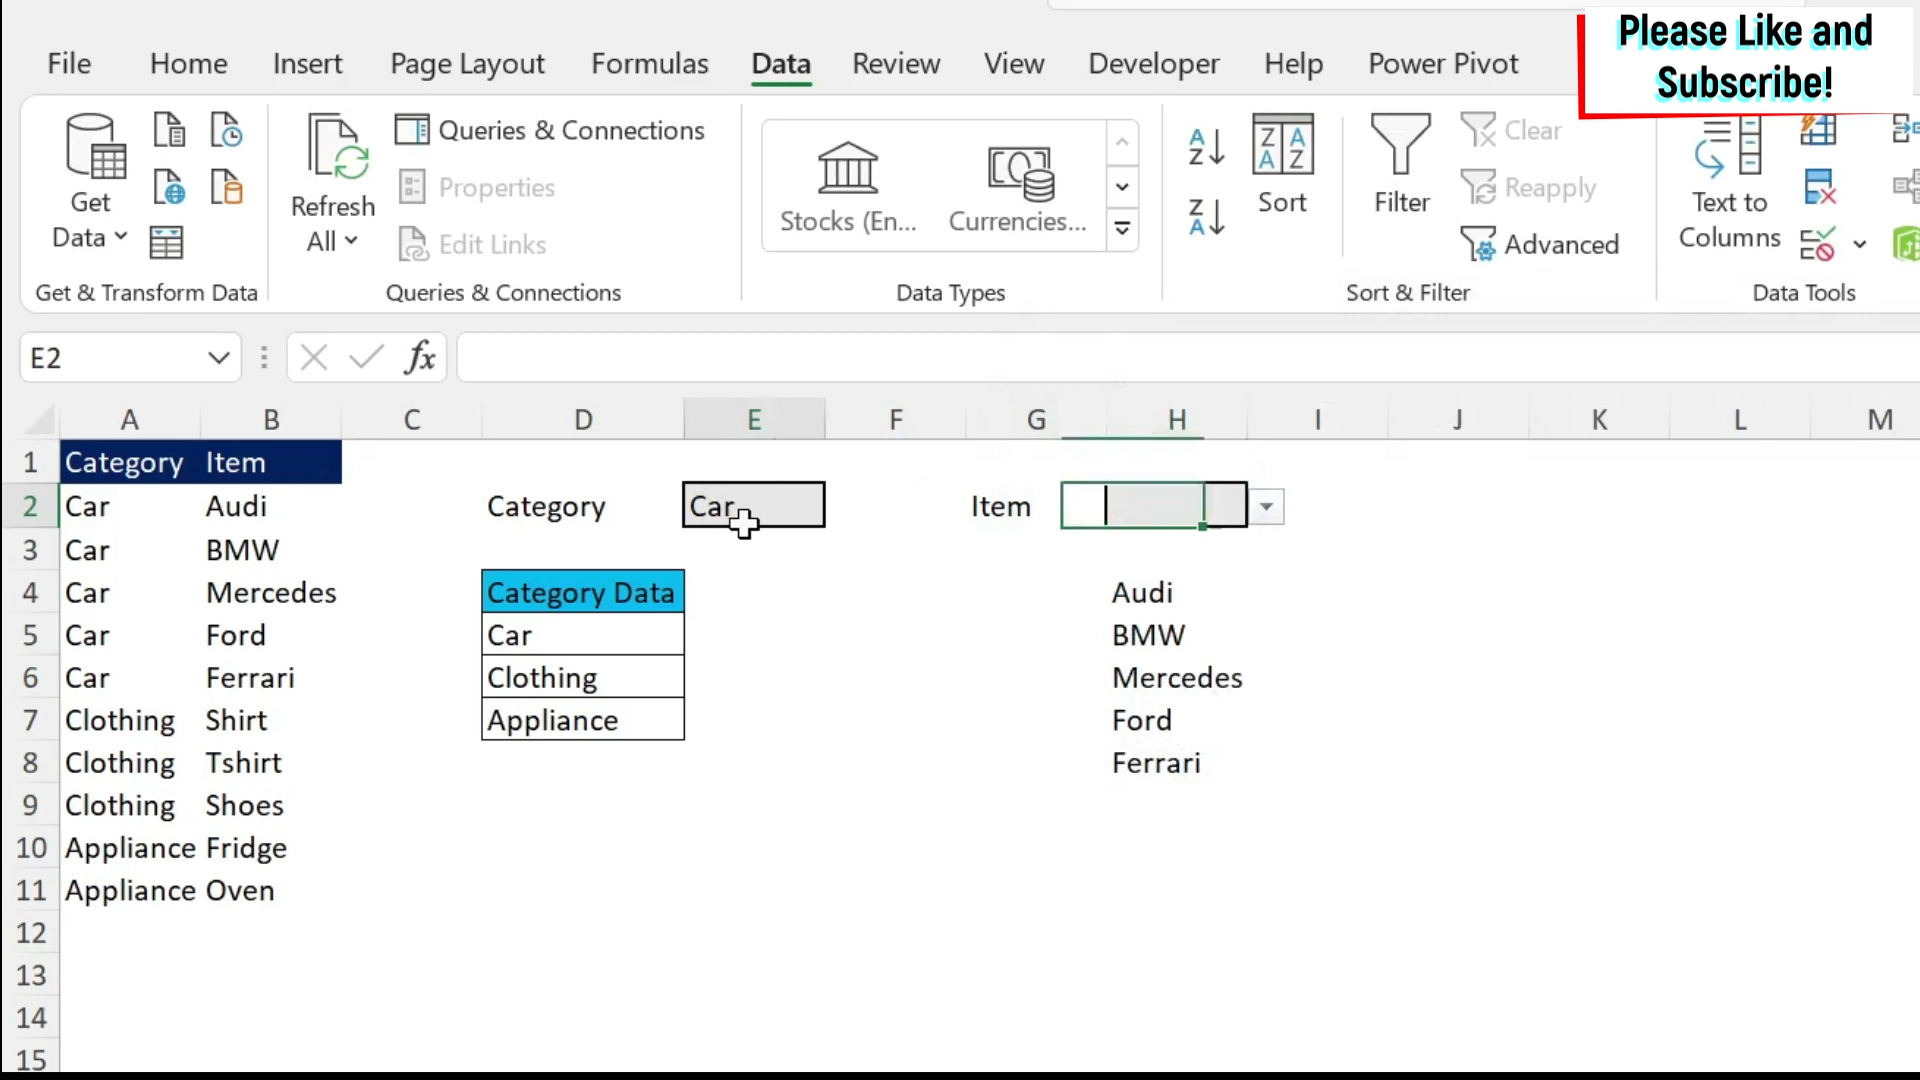 Please Like and
Subscribe!
File Home Insert Page Layout Formulas Data Review View Developer Help Power Pivot
Get
Data
Refresh
All
Queries & Connections
Properties
Edit Links
Stocks (En...
Currencies...
Sort
Filter
Clear
Reapply
Advanced
Text to
Columns
Get & Transform Data
Queries & Connections
Data Types
Sort & Filter
Data Tools
E2
fx
A B C D E F G H I J K L M
1 Category Item
2 Car Audi Category Car Item
3 Car BMW
4 Car Mercedes Category Data Audi
5 Car Ford Car BMW
6 Car Ferrari Clothing Mercedes
7 Clothing Shirt Appliance Ford
8 Clothing Tshirt Ferrari
9 Clothing Shoes
10 Appliance Fridge
11 Appliance Oven
12
13
14
15